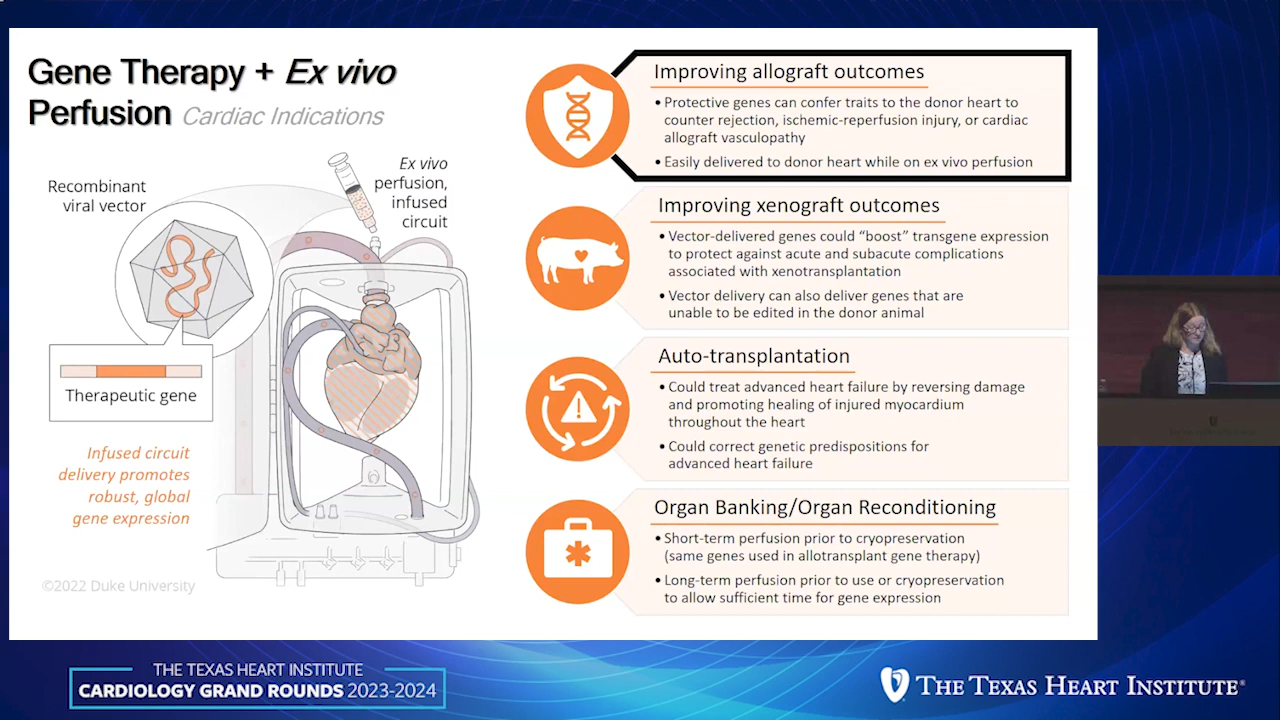 Gene Therapy + Ex vivo
Perfusion Cardiac Indications
Recombinant
viral vector
Ex vivo
perfusion,
infused
circuit
Therapeutic gene
Infused circuit
delivery promotes
robust, global
gene expression
©2022 Duke University
Improving allograft outcomes
• Protective genes can confer traits to the donor heart to
counter rejection, ischemic-reperfusion injury, or cardiac
allograft vasculopathy
• Easily delivered to donor heart while on ex vivo perfusion
Improving xenograft outcomes
• Vector-delivered genes could “boost” transgene expression
to protect against acute and subacute complications
associated with xenotransplantation
• Vector delivery can also deliver genes that are
unable to be edited in the donor animal
Auto-transplantation
• Could treat advanced heart failure by reversing damage
and promoting healing of injured myocardium
throughout the heart
• Could correct genetic predispositions for
advanced heart failure
Organ Banking/Organ Reconditioning
• Short-term perfusion prior to cryopreservation
(same genes used in allotransplant gene therapy)
• Long-term perfusion prior to use or cryopreservation
to allow sufficient time for gene expression
THE TEXAS HEART INSTITUTE
CARDIOLOGY GRAND ROUNDS 2023-2024
THE TEXAS HEART INSTITUTE®